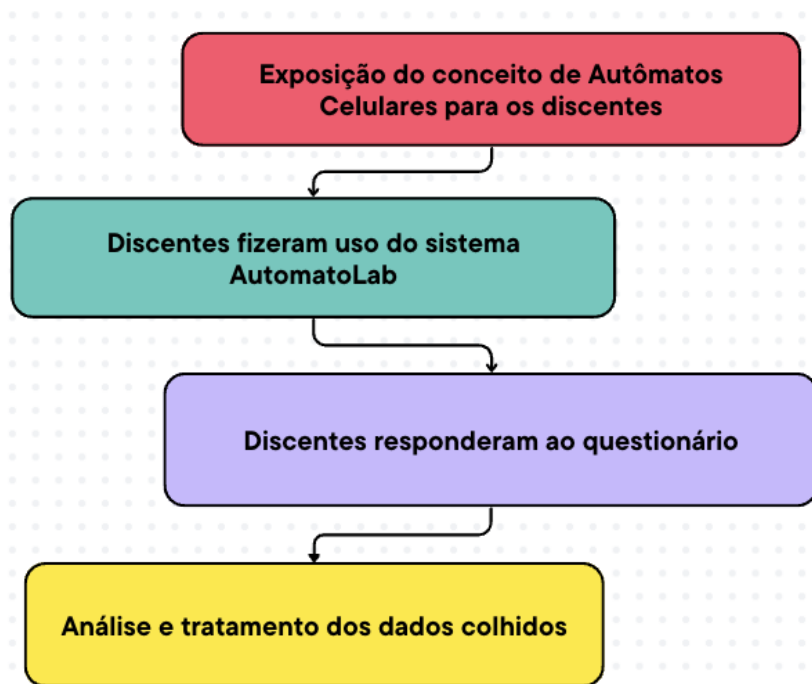 Exposição do conceito de Autômatos
Celulares para os discentes
Discentes fizeram uso do sistema
AutomatoLab
Discentes responderam ao questionário
Análise e tratamento dos dados colhidos